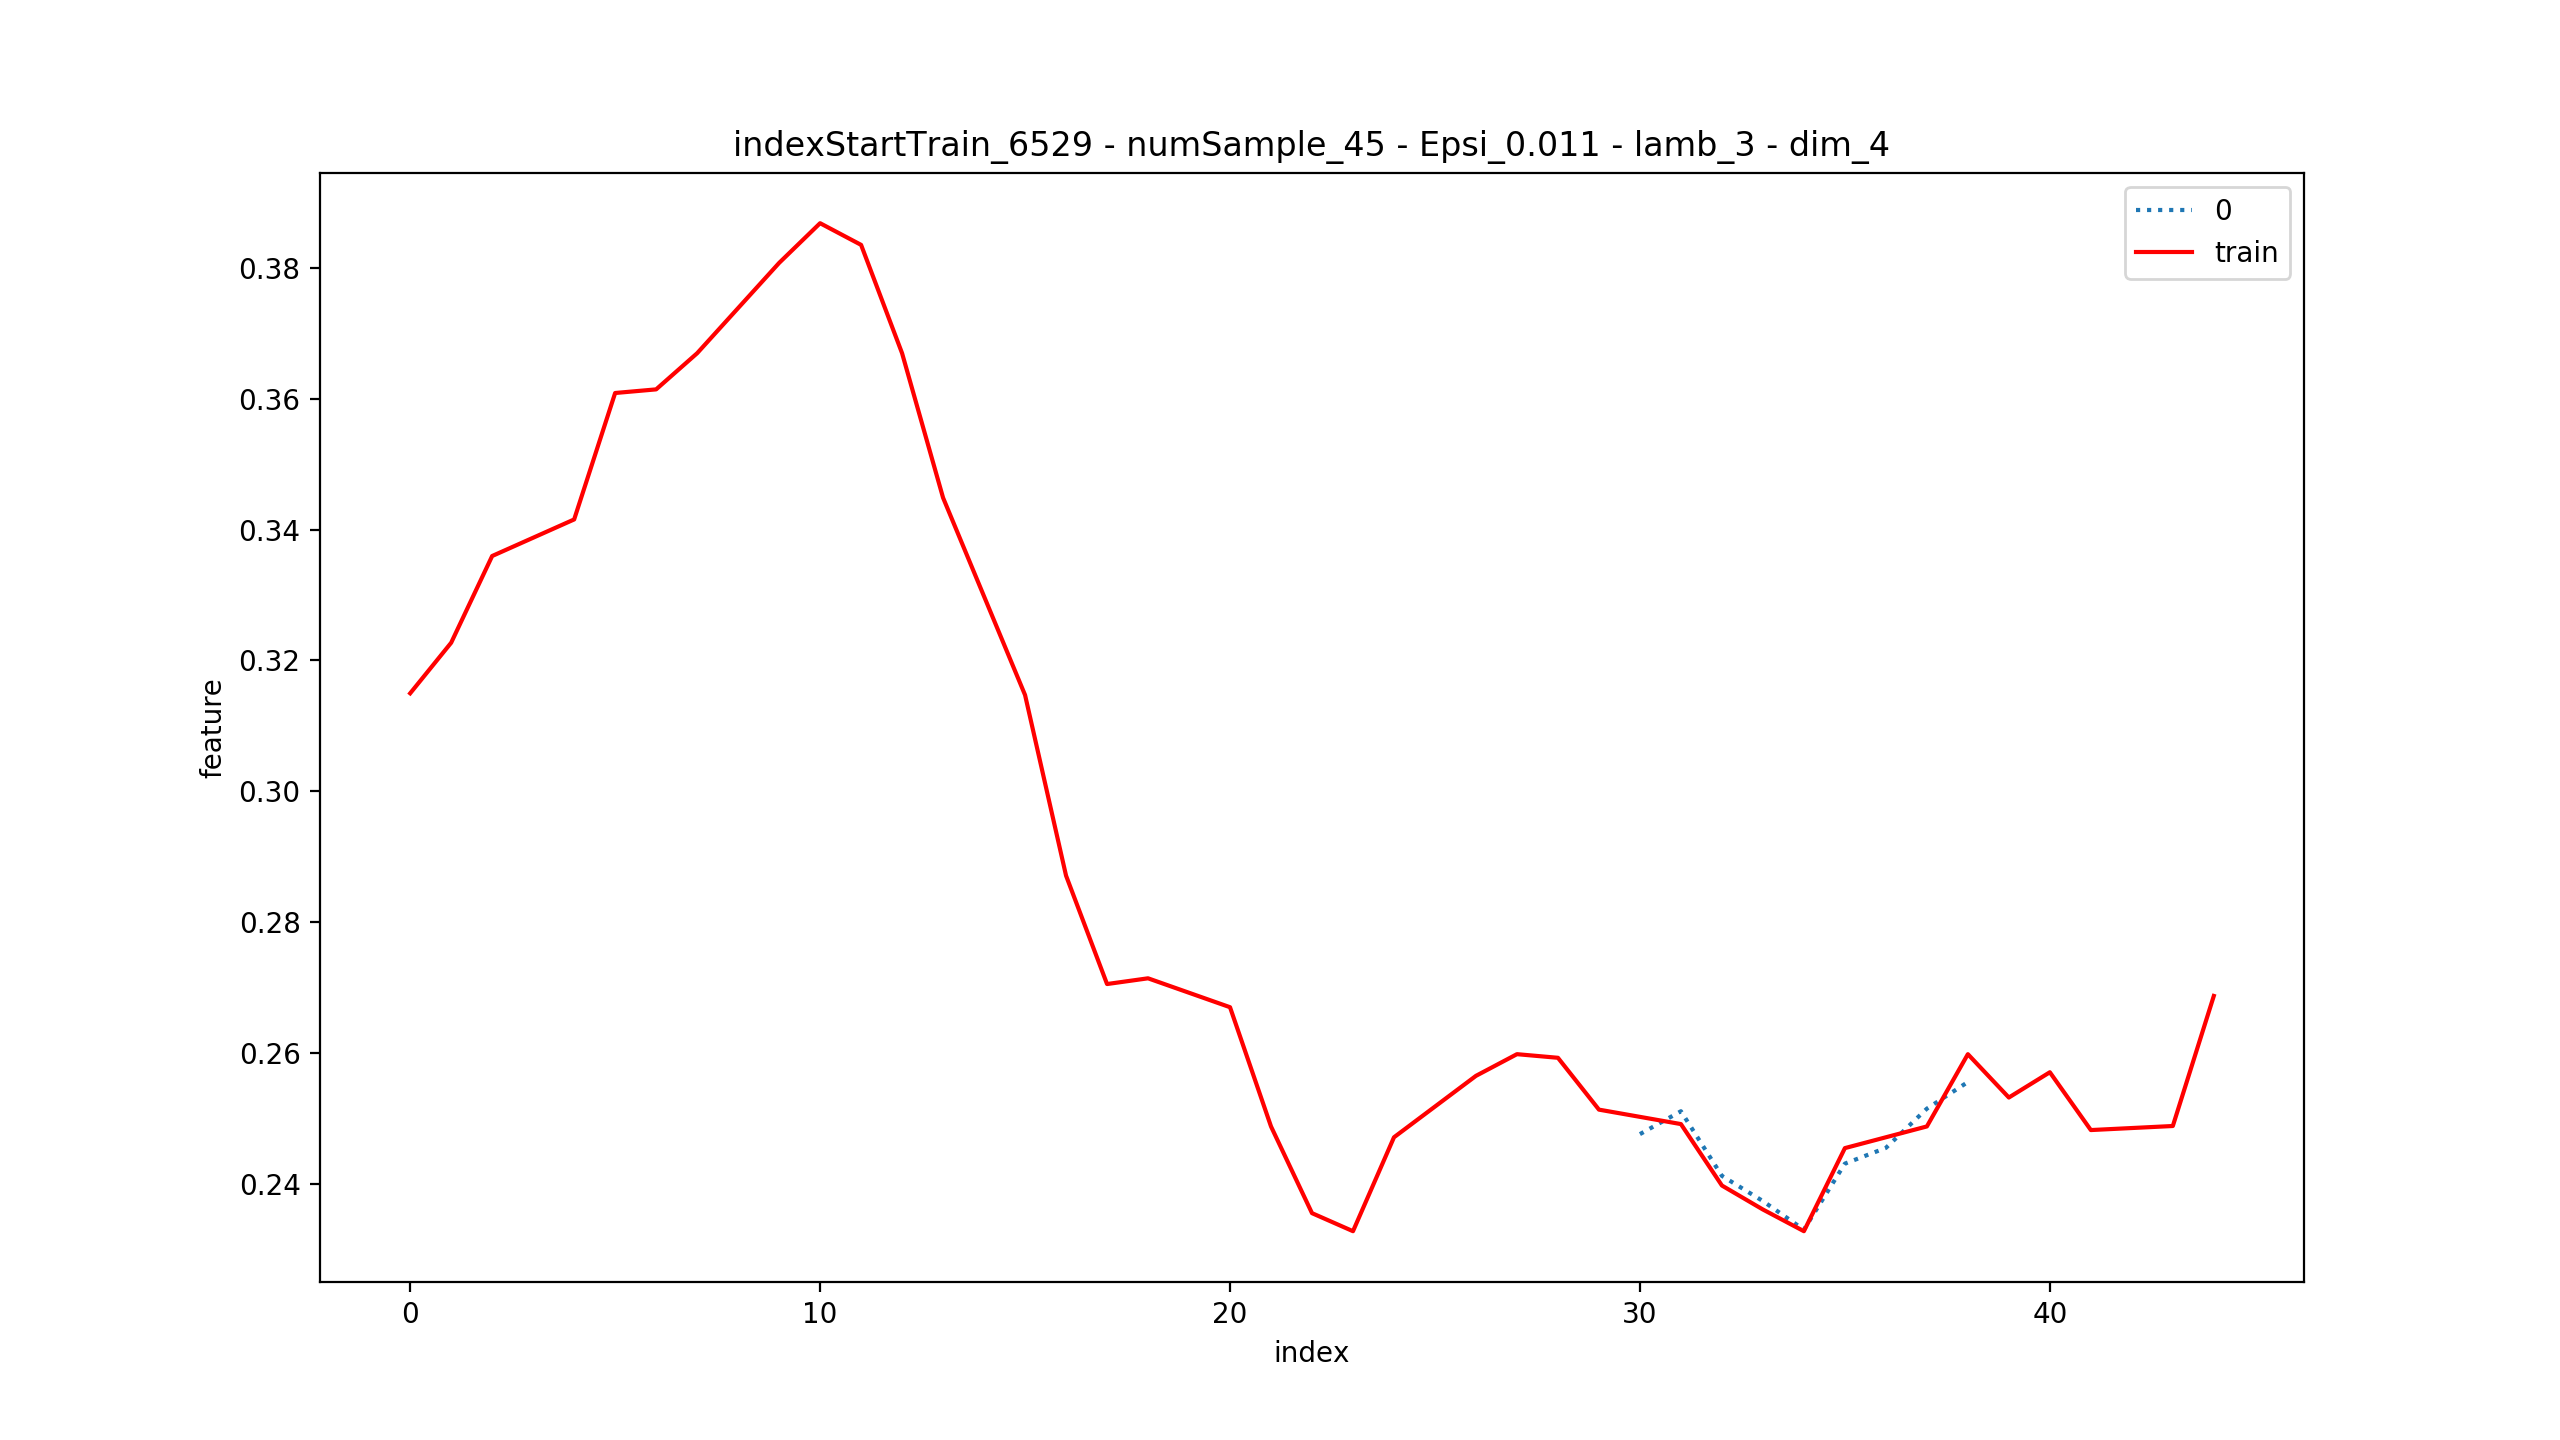 indexStartTrain_6529 - numSample_45 - Epsi_0.011 - lamb_3 - dim_4
0
train
0.38
0.36
0.34
0.32
0.30
0.28
0.26
0.24
feature
0 10 20 30 40
index